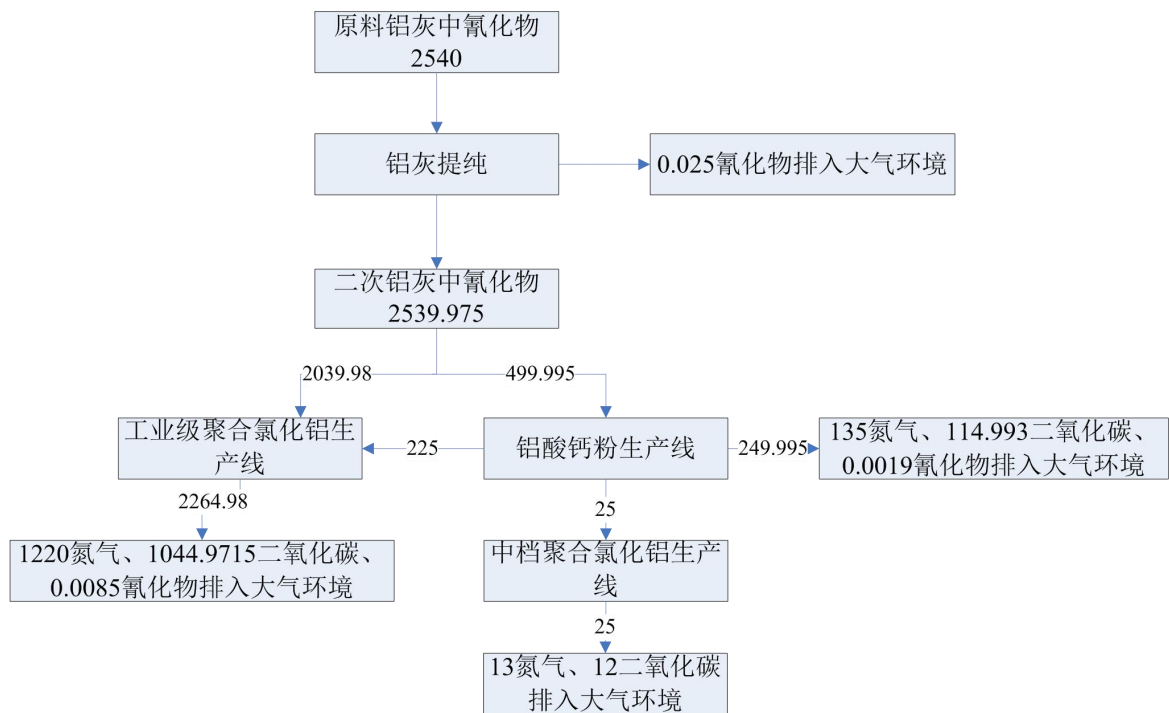 原料铝灰中氰化物
2540
铝灰提纯
0.025氰化物排入大气环境
二次铝灰中氰化物
2539.975
2039.98
499.995
工业级聚合氯化铝生
产线
225
铝酸钙粉生产线
249.995
135氮气、114.993二氧化碳、
0.0019氰化物排入大气环境
2264.98
25
1220氮气、1044.9715二氧化碳、
0.0085氰化物排入大气环境
中档聚合氯化铝生产
线
25
13氮气、12二氧化碳
排入大气环境